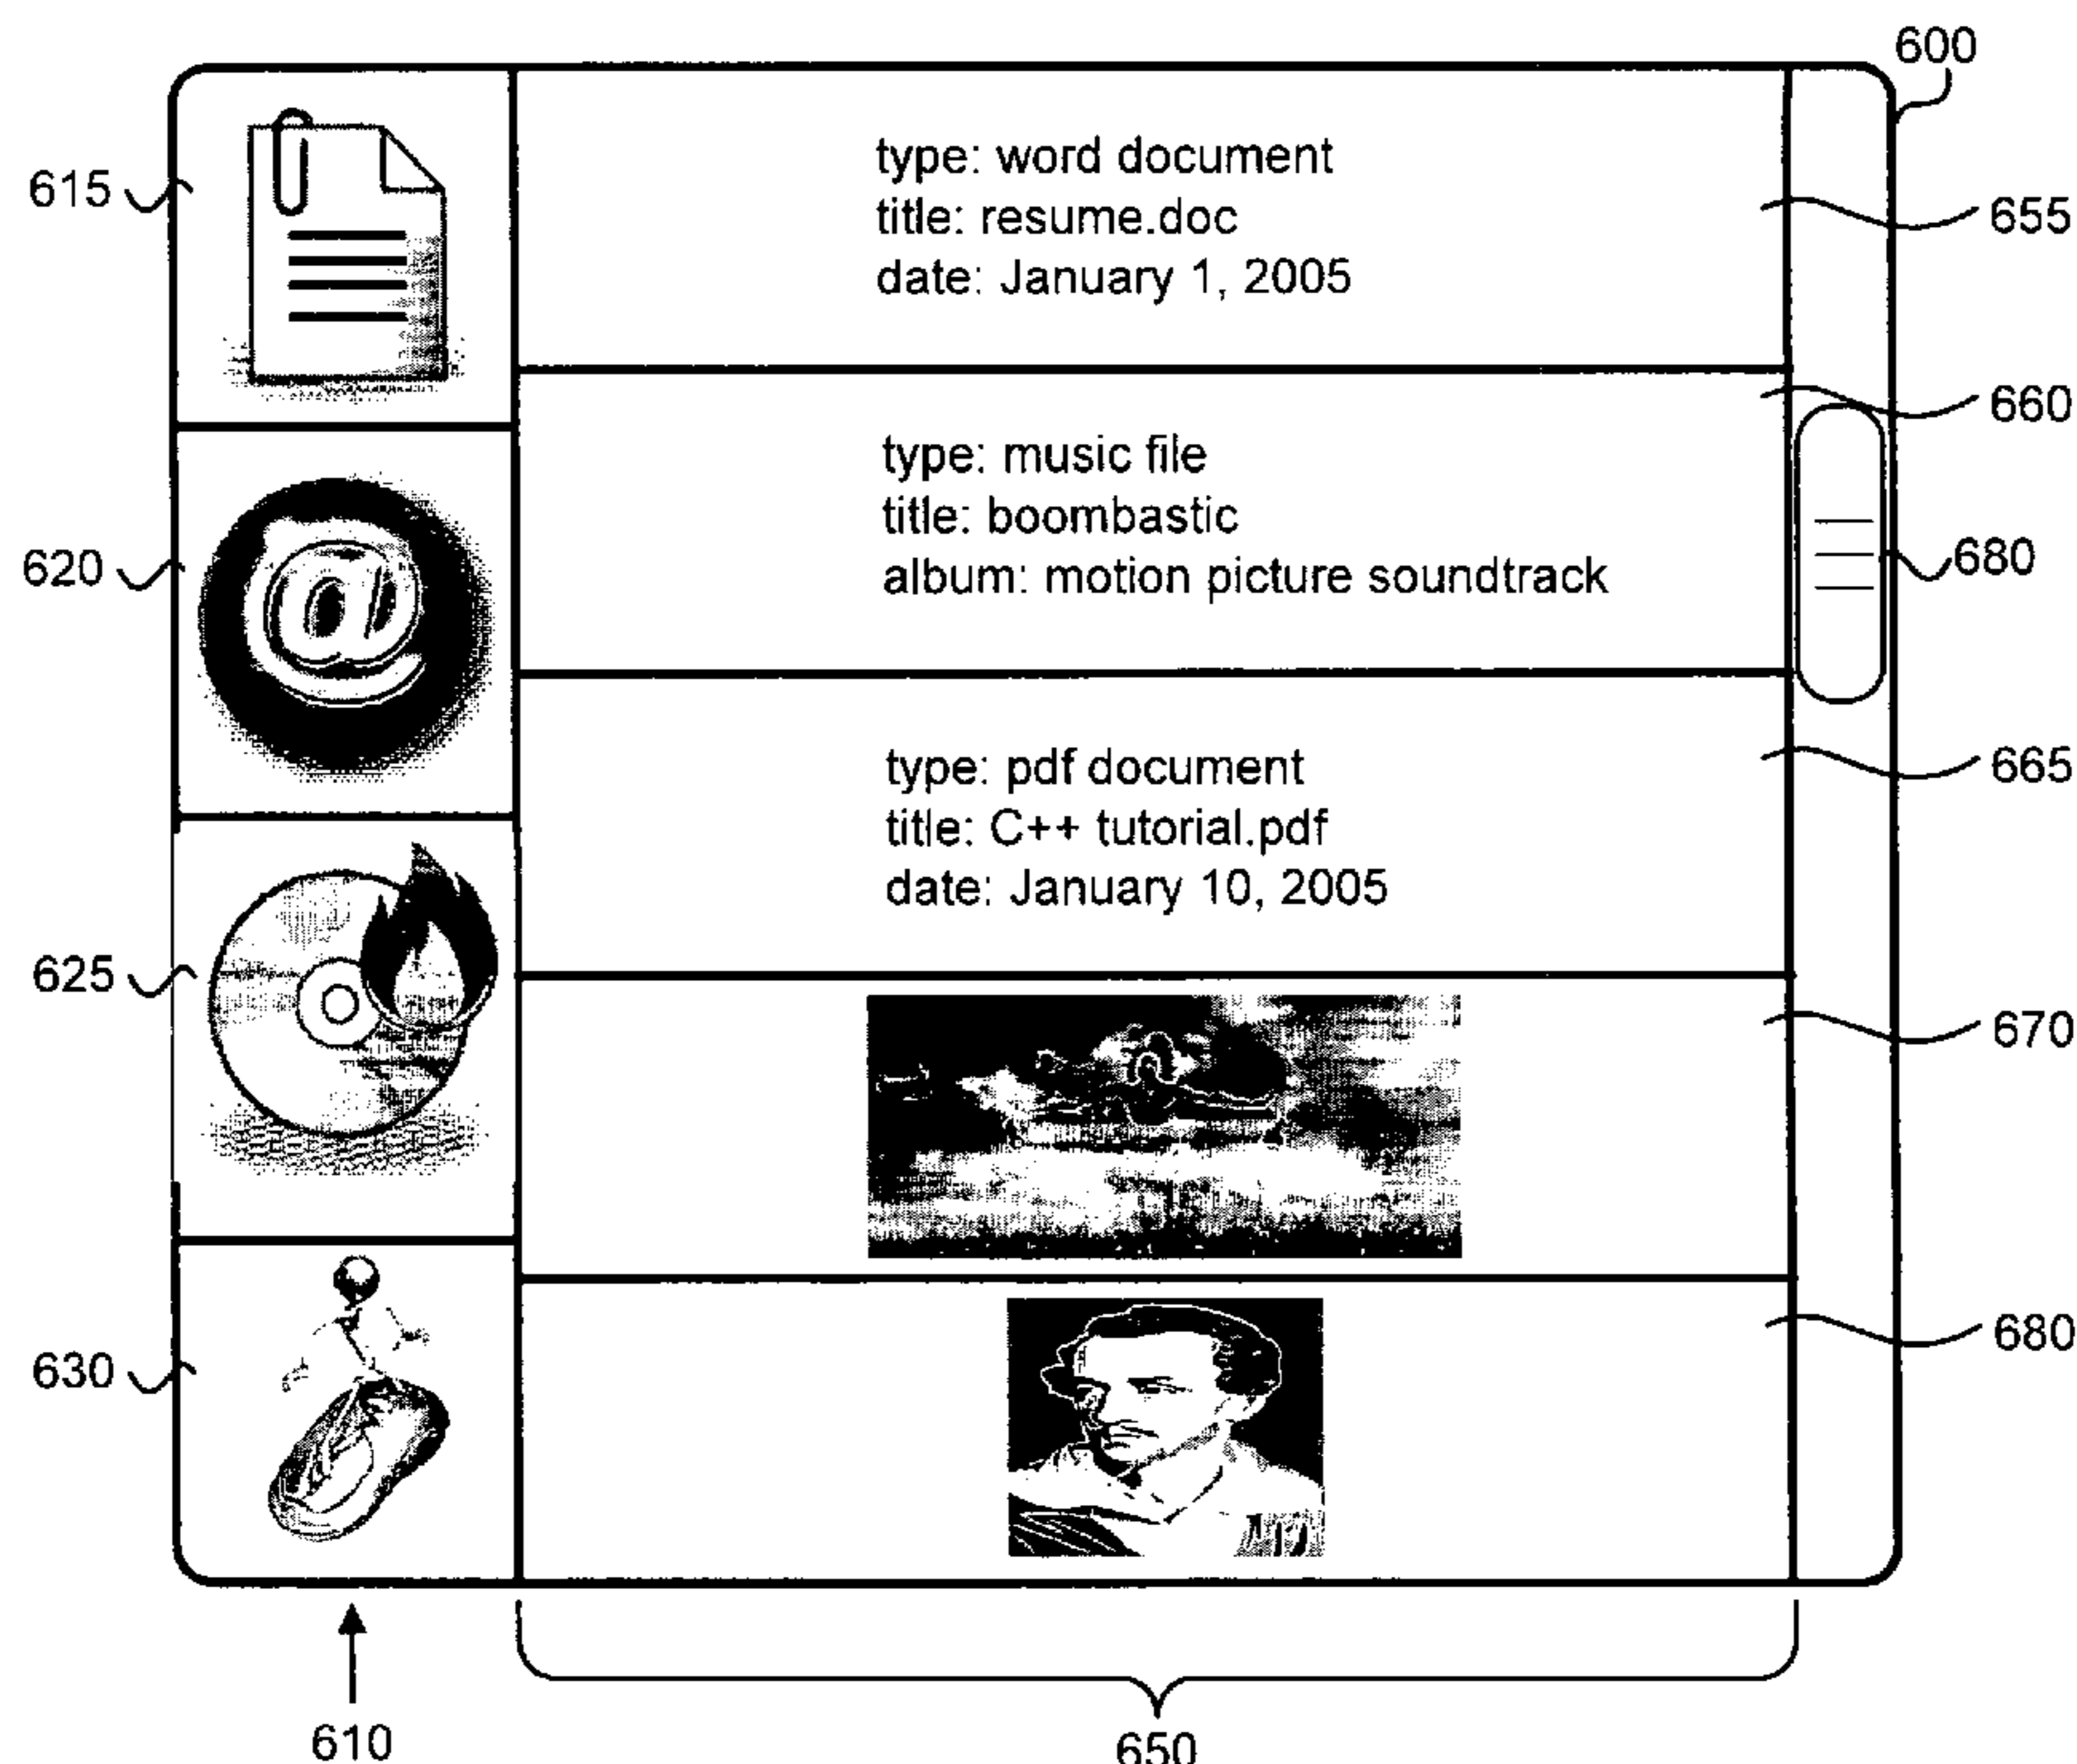 600
615
type: word document
title: resume.doc
date: January 1, 2005
655
660
620
@
type: music file
title: boombastic
album: motion picture soundtrack
680
665
type: pdf document
title: C++ tutorial.pdf
date: January 10, 2005
625
670
630
680
610
650